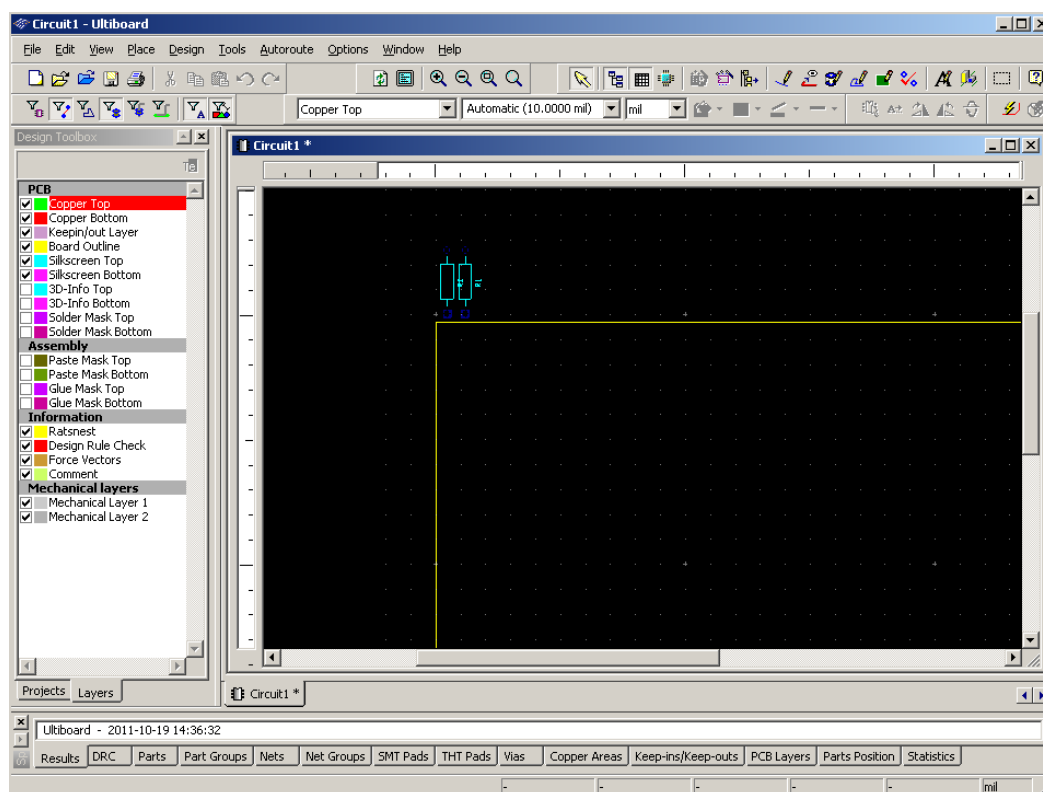 Circuit1 - Ultiboard
File Edit View Place Design Tools Autoroute Options Window Help
Copper Top Automatic (10.0000 mil) mil
Design Toolbox
Circuit1 *
PCB
Copper Top
Copper Bottom
Keepin/out Layer
Board Outline
Silkscreen Top
Silkscreen Bottom
3D-Info Top
3D-Info Bottom
Solder Mask Top
Solder Mask Bottom
Assembly
Paste Mask Top
Paste Mask Bottom
Glue Mask Top
Glue Mask Bottom
Information
Ratsnest
Design Rule Check
Force Vectors
Comment
Mechanical layers
Mechanical Layer 1
Mechanical Layer 2
Projects Layers
Circuit1 *
Ultiboard - 2011-10-19 14:36:32
Results DRC Parts Part Groups Nets Net Groups SMT Pads THT Pads Vias Copper Areas Keep-ins/Keep-outs PCB Layers Parts Position Statistics
- - - - - mil